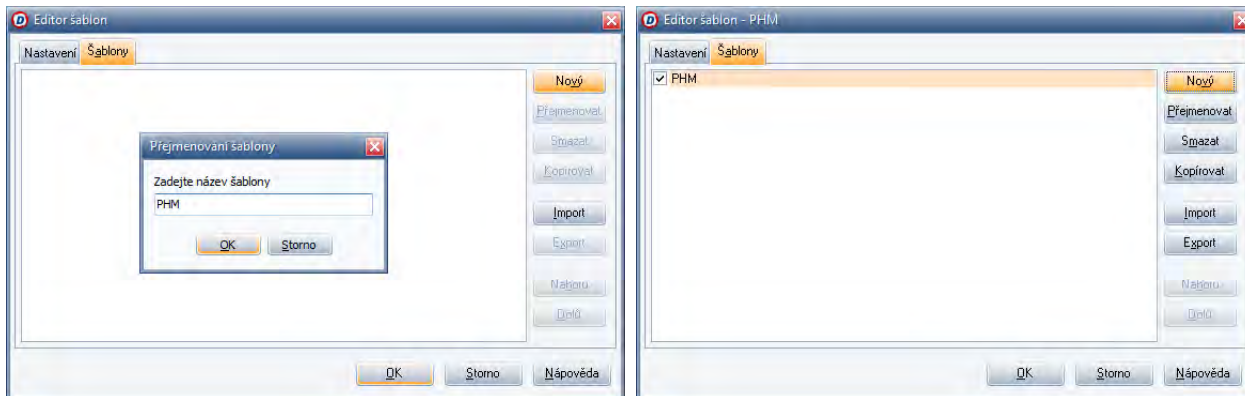 Editor šablon
Nastavení Šablony
Nový
Přejmenovat
Smazat
Kopírovat
Přejmenování šablony
Zadejte název šablony
PHM
OK Storno
Import
Export
Nahoru
Dolů
OK Storno Nápověda
Editor šablon - PHM
Nastavení Šablony
PHM
Nový
Přejmenovat
Smazat
Kopírovat
Import
Export
Nahoru
Dolů
OK Storno Nápověda